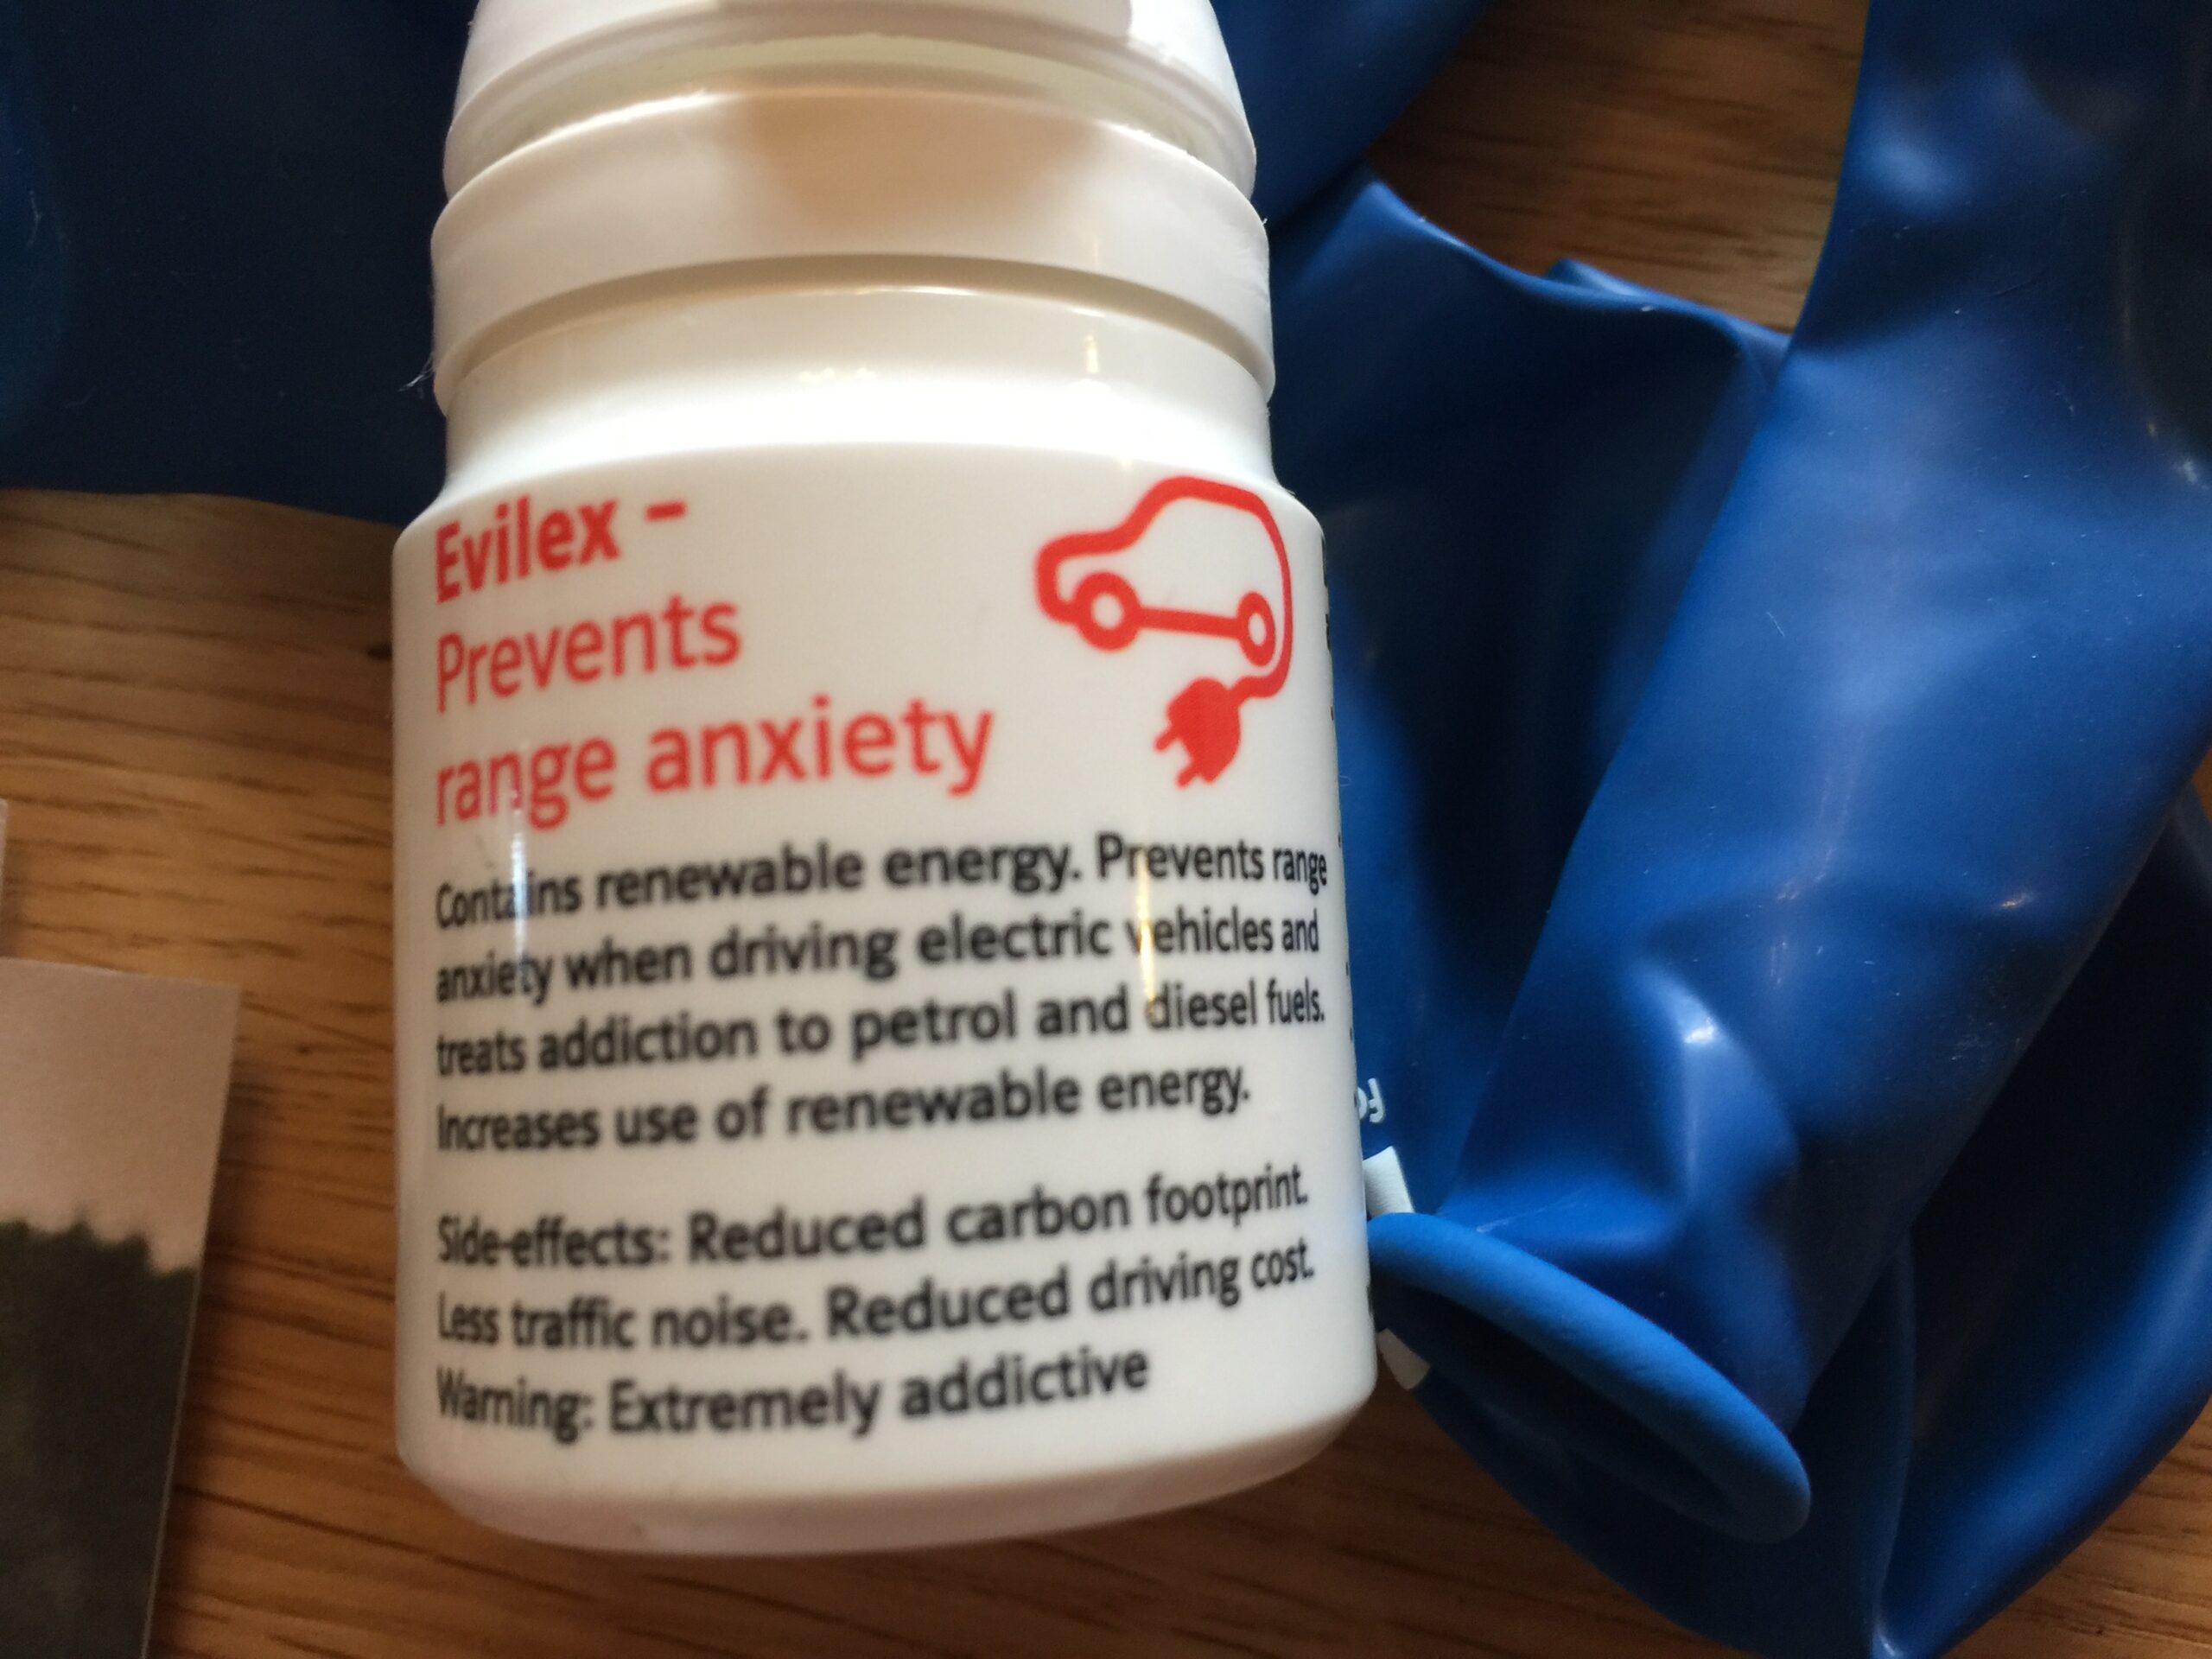 Evilex –
Prevents
range anxiety
Contains renewable energy. Prevents range
anxiety when driving electric vehicles and
treats addiction to petrol and diesel fuels.
Increases use of renewable energy.
Side-effects: Reduced carbon footprint.
Less traffic noise. Reduced driving cost.
Warning: Extremely addictive